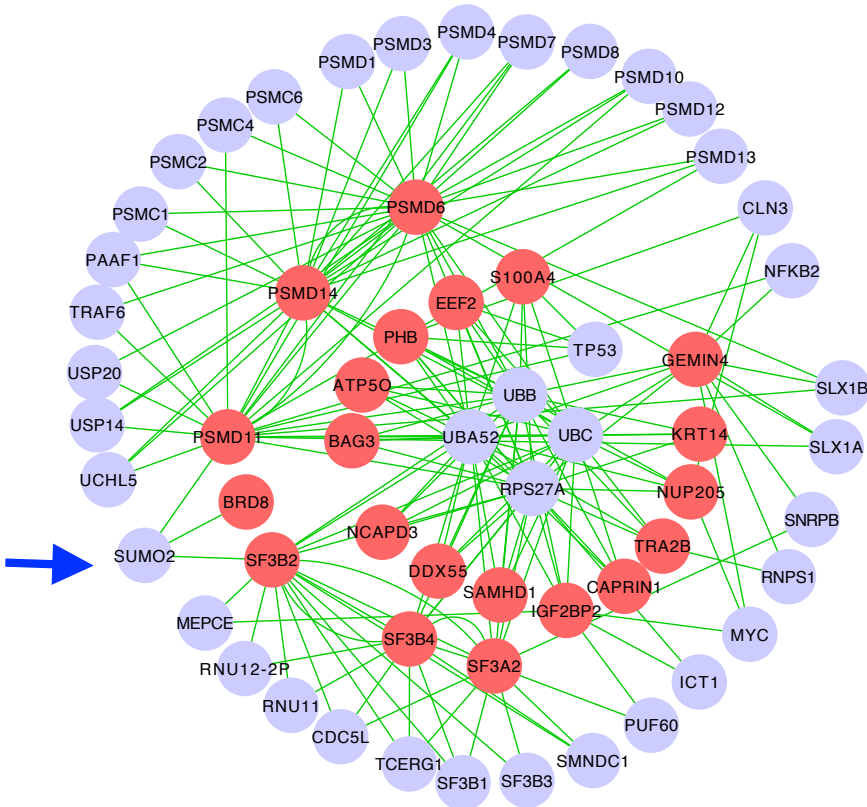 PSMD4
PSMD3
PSMD7
PSMD1
PSMD8
PSMD10
PSMC6
PSMD12
PSMC4
PSMD13
PSMC2
PSMD6
CLN3
PSMC1
PAAF1
NFKB2
S100A4
PSMD14
EEF2
TRAF6
PHB
TP53
GEMIN4
USP20
ATP5O
UBB
SLX1B
USP14
PSMD11
BAG3
UBA52
UBC
KRT14
SLX1A
UCHL5
RPS27A
NUP205
BRD8
SNRPB
NCAPD3
TRA2B
SUMO2
SF3B2
DDX55
SAMHD1
CAPRIN1
RNPS1
IGF2BP2
MEPCE
MYC
SF3B4
RNU12-2P
SF3A2
ICT1
RNU11
PUF60
CDC5L
SMNDC1
TCERG1
SF3B1
SF3B3